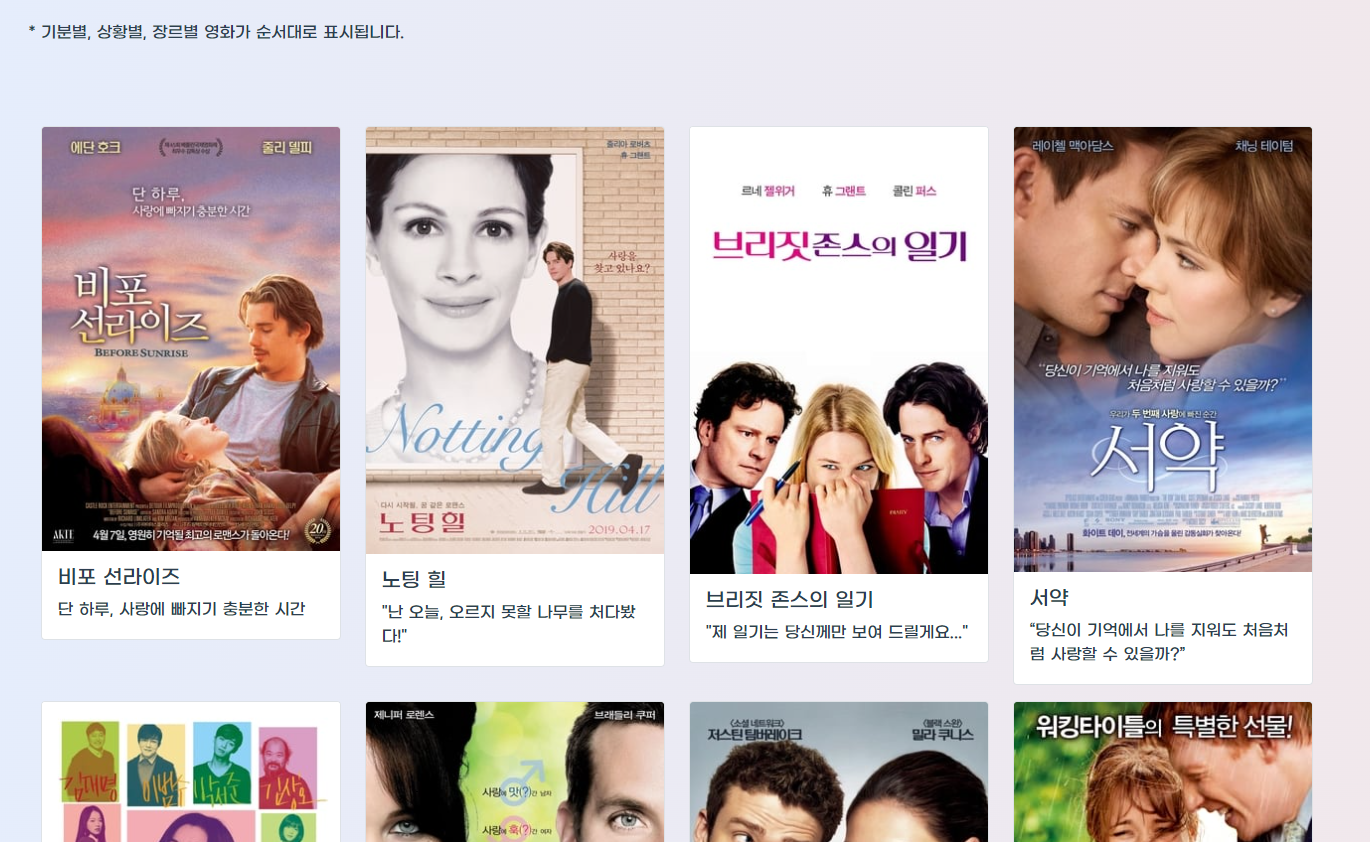 * 기분별, 상황별, 장르별 영화가 순서대로 표시됩니다.
에단 호크
줄리 델피
단 하루,
사랑에 빠지기 충분한 시간
비포
선라이즈
BEFORE SUNRISE
AKTE
4월 7일, 영원히 기억될 최고의 로맨스가 돌아온다!
20
비포 선라이즈
단 하루, 사랑에 빠지기 충분한 시간
줄리아 로버츠
휴 그랜트
사랑을
찾고 있나요?
Notting
Hill
다시 시작될, 꿈 같은 로맨스
노팅 힐
2019.04.17
노팅 힐
"난 오늘, 오르지 못할 나무를 쳐다봤
다!"
르네 젤위거 휴 그랜트 콜린 퍼스
브리짓존스의 일기
브리짓 존스의 일기
"제 일기는 당신께만 보여 드릴게요..."
레이첼 맥아담스
채닝 테이텀
"당신이 기억에서 나를 지워도
처음처럼 사랑할 수 있을까?"
우리가 두 번째 사랑에 빠진 순간
서약
화이트 데이, 전세계의 가슴을 울린 감동실화가 찾아온다!
서약
“당신이 기억에서 나를 지워도 처음처
럼 사랑할 수 있을까?”
김재명
이범수
박서준
김상호
제니퍼 로렌스
브래들리 쿠퍼
사랑에 맛(?)간 남자
사랑에 훅(?)간 여자
<소셜 네트워크>
저스틴 팀버레이크
<블랙 스완>
밀라 쿠니스
워킹타이틀의 특별한 선물!